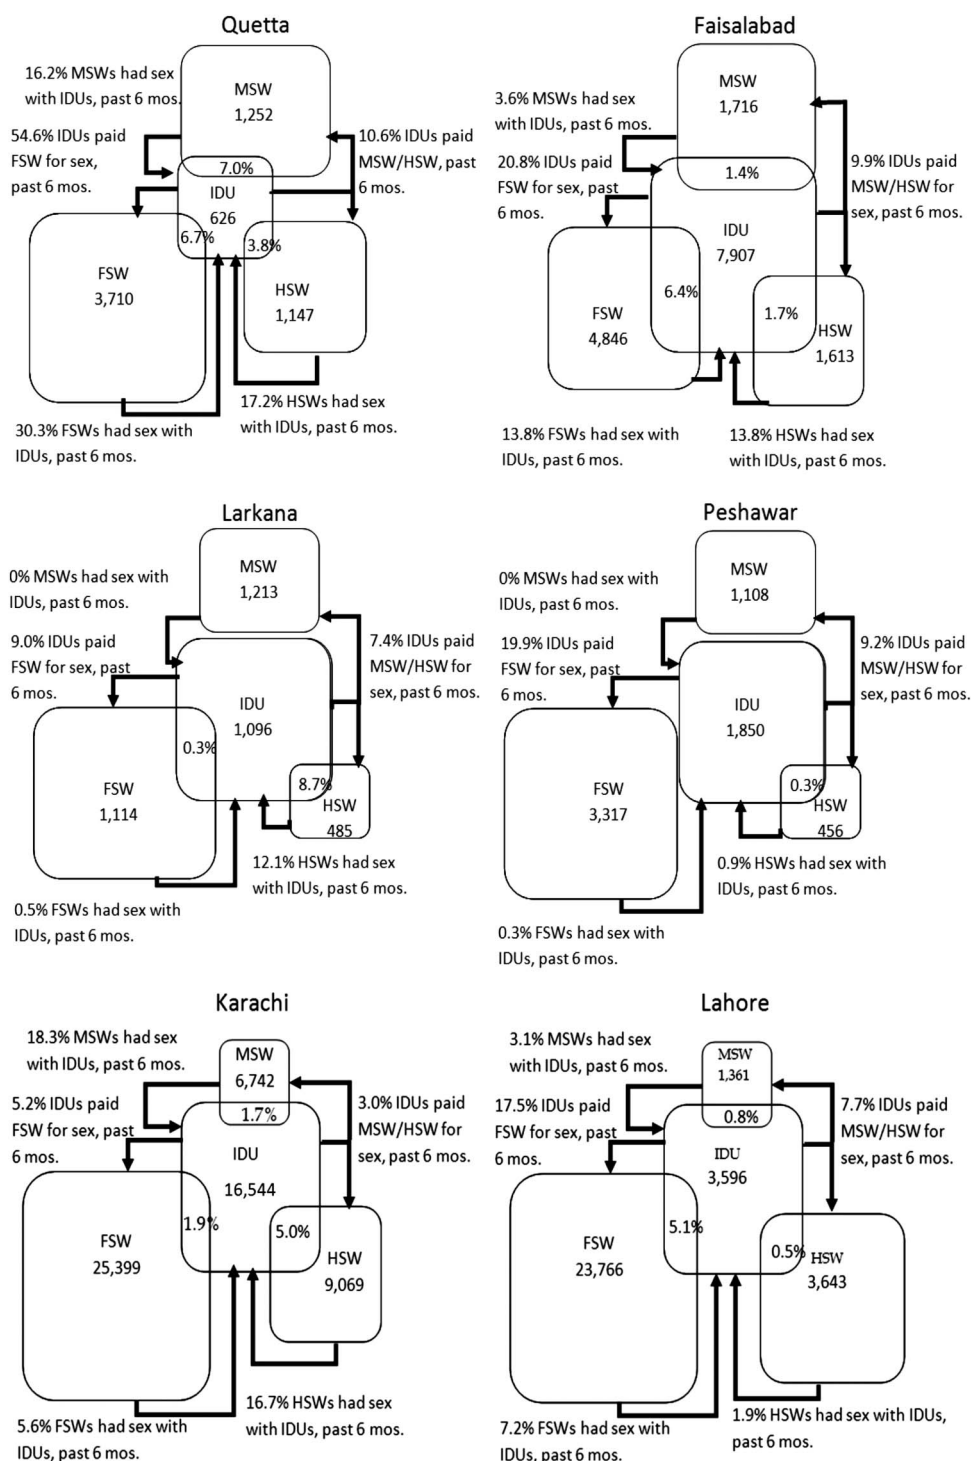 Quetta
16.2% MSWs had sex
with IDUs, past 6 mos.
MSW
1,252
54.6% IDUs paid
FSW for sex,
past 6 mos.
10.6% IDUs paid
MSW/HSW, past
6 mos.
7.0%
IDU
626
6.7%
3.8%
FSW
3,710
HSW
1,147
17.2% HSWs had sex
with IDUs, past 6 mos.
30.3% FSWs had sex with
IDUs, past 6 mos.
Faisalabad
MSW
1,716
3.6% MSWs had sex
with IDUs, past 6 mos.
20.8% IDUs paid
FSW for sex, past
6 mos.
9.9% IDUs paid
MSW/HSW for
sex, past 6 mos.
1.4%
IDU
7,907
6.4%
1.7%
FSW
4,846
HSW
1,613
13.8% FSWs had sex with
IDUs, past 6 mos.
13.8% HSWs had sex
with IDUs, past 6 mos.
Larkana
MSW
1,213
0% MSWs had sex with
IDUs, past 6 mos.
9.0% IDUs paid
FSW for sex, past
6 mos.
7.4% IDUs paid
MSW/HSW for
sex, past 6 mos.
IDU
1,096
0.3%
8.7%
FSW
1,114
HSW
485
12.1% HSWs had sex
with IDUs, past 6 mos.
0.5% FSWs had sex with
IDUs, past 6 mos.
Peshawar
MSW
1,108
0% MSWs had sex with
IDUs, past 6 mos.
19.9% IDUs paid
FSW for sex, past
6 mos.
9.2% IDUs paid
MSW/HSW for
sex, past 6 mos.
IDU
1,850
0.3%
FSW
3,317
HSW
456
0.9% HSWs had sex with
IDUs, past 6 mos.
0.3% FSWs had sex with
IDUs, past 6 mos.
Karachi
18.3% MSWs had sex
with IDUs, past 6 mos.
MSW
6,742
5.2% IDUs paid
FSW for sex, past
6 mos.
3.0% IDUs paid
MSW/HSW for
sex, past 6 mos.
1.7%
IDU
16,544
1.9%
5.0%
FSW
25,399
HSW
9,069
16.7% HSWs had sex
with IDUs, past 6 mos.
5.6% FSWs had sex with
IDUs, past 6 mos.
Lahore
3.1% MSWs had sex
with IDUs, past 6 mos.
MSW
1,361
17.5% IDUs paid
FSW for sex, past
6 mos.
7.7% IDUs paid
MSW/HSW for
sex, past 6 mos.
0.8%
IDU
3,596
5.1%
0.5%
FSW
23,766
HSW
3,643
1.9% HSWs had sex with IDUs,
past 6 mos.
7.2% FSWs had sex with
IDUs, past 6 mos.